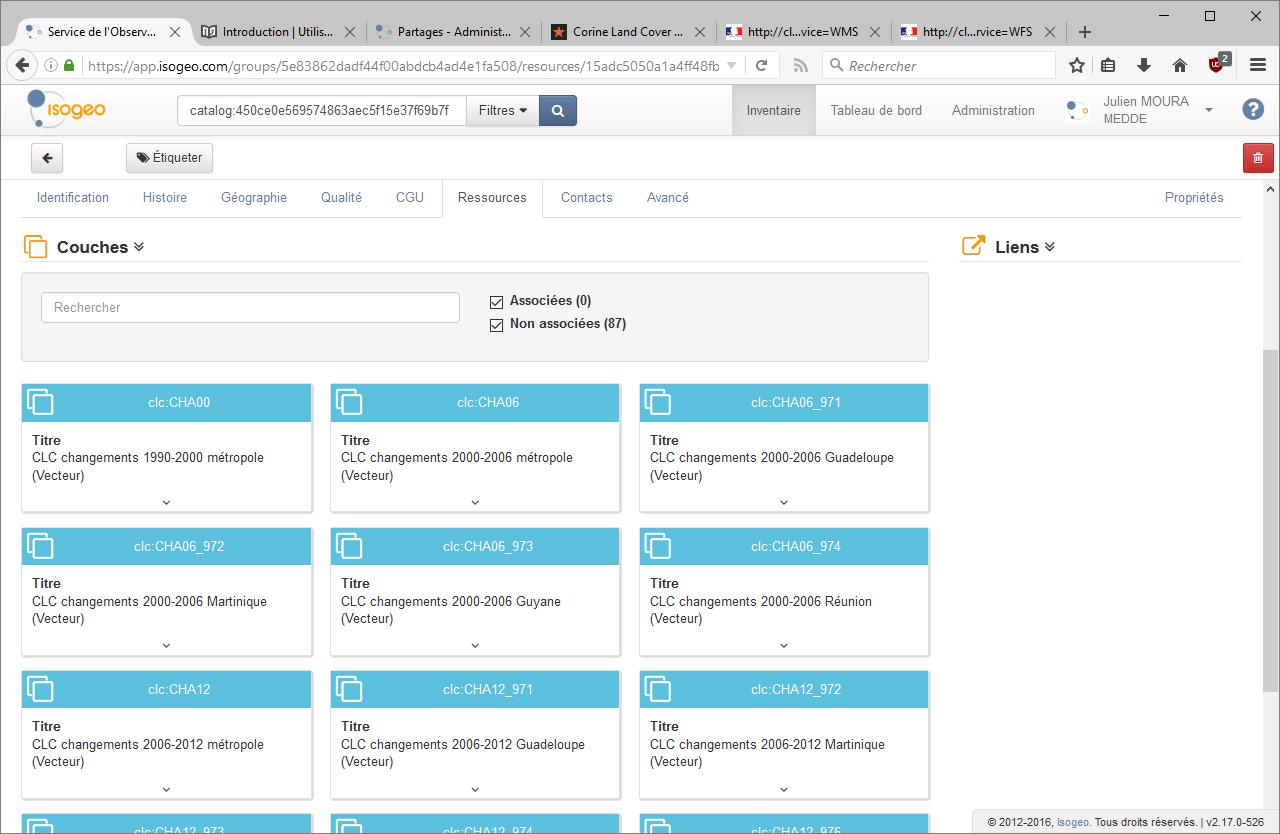 Service de l'Observ...
Introduction | Utilis...
Partages - Administ...
Corine Land Cover ...
http://cl...vice=WMS
http://cl...rvice=WFS
https://app.isogeo.com/groups/5e83862dadf44f00abdcb4ad4e1fa508/resources/15adc5050a1a4ff48fb
Rechercher
2
isogeo
catalog:450ce0e569574863aec5f15e37f69b7f
Filtres
Inventaire
Tableau de bord
Administration
Julien MOURA
MEDDE
?
Étiqueter
Identification
Histoire
Géographie
Qualité
CGU
Ressources
Contacts
Avancé
Propriétés
Couches
Liens
Rechercher
Associées (0)
Non associées (87)
clc:CHA00
Titre
CLC changements 1990-2000 métropole
(Vecteur)
clc:CHA06
Titre
CLC changements 2000-2006 métropole
(Vecteur)
clc:CHA06_971
Titre
CLC changements 2000-2006 Guadeloupe
(Vecteur)
clc:CHA06_972
Titre
CLC changements 2000-2006 Martinique
(Vecteur)
clc:CHA06_973
Titre
CLC changements 2000-2006 Guyane
(Vecteur)
clc:CHA06_974
Titre
CLC changements 2000-2006 Réunion
(Vecteur)
clc:CHA12
Titre
CLC changements 2006-2012 métropole
(Vecteur)
clc:CHA12_971
Titre
CLC changements 2006-2012 Guadeloupe
(Vecteur)
clc:CHA12_972
Titre
CLC changements 2006-2012 Martinique
(Vecteur)
clc:CHA12_973
clc:CHA12_974
clc:CHA12_976
© 2012-2016, Isogeo. Tous droits réservés. | v2.17.0-526